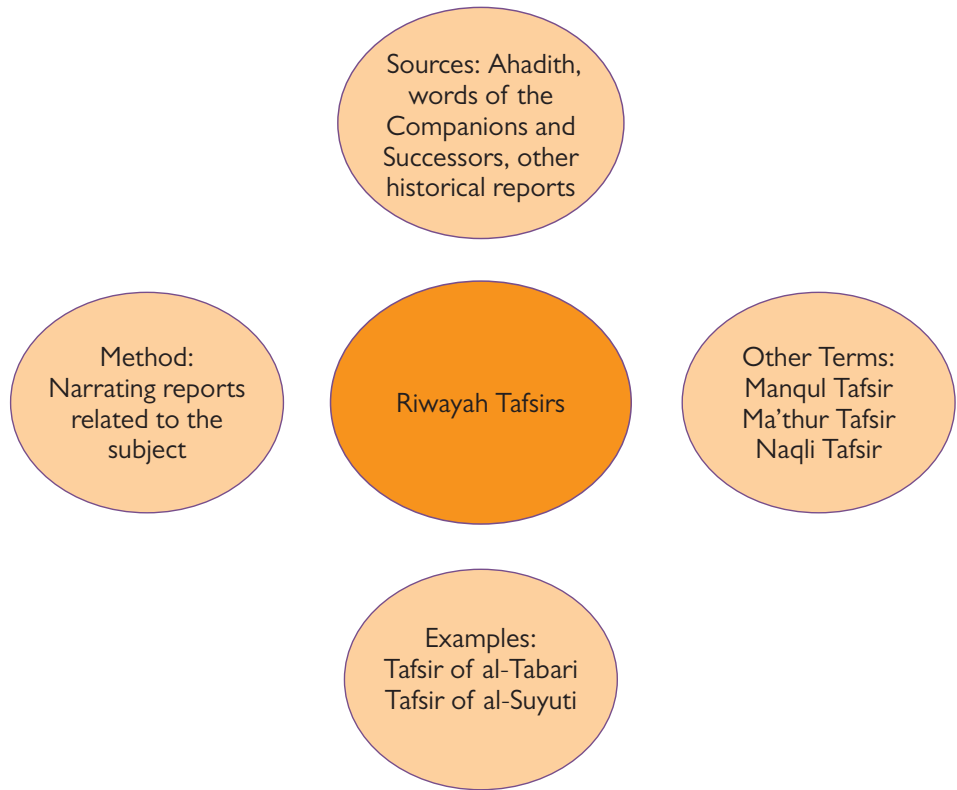 Sources: Ahadith,
words of the
Companions and
Successors, other
historical reports
Method:
Narrating reports
related to the
subject
Riwayah Tafsirs
Other Terms:
Manqul Tafsir
Ma’thur Tafsir
Naqli Tafsir
Examples:
Tafsir of al-Tabari
Tafsir of al-Suyuti